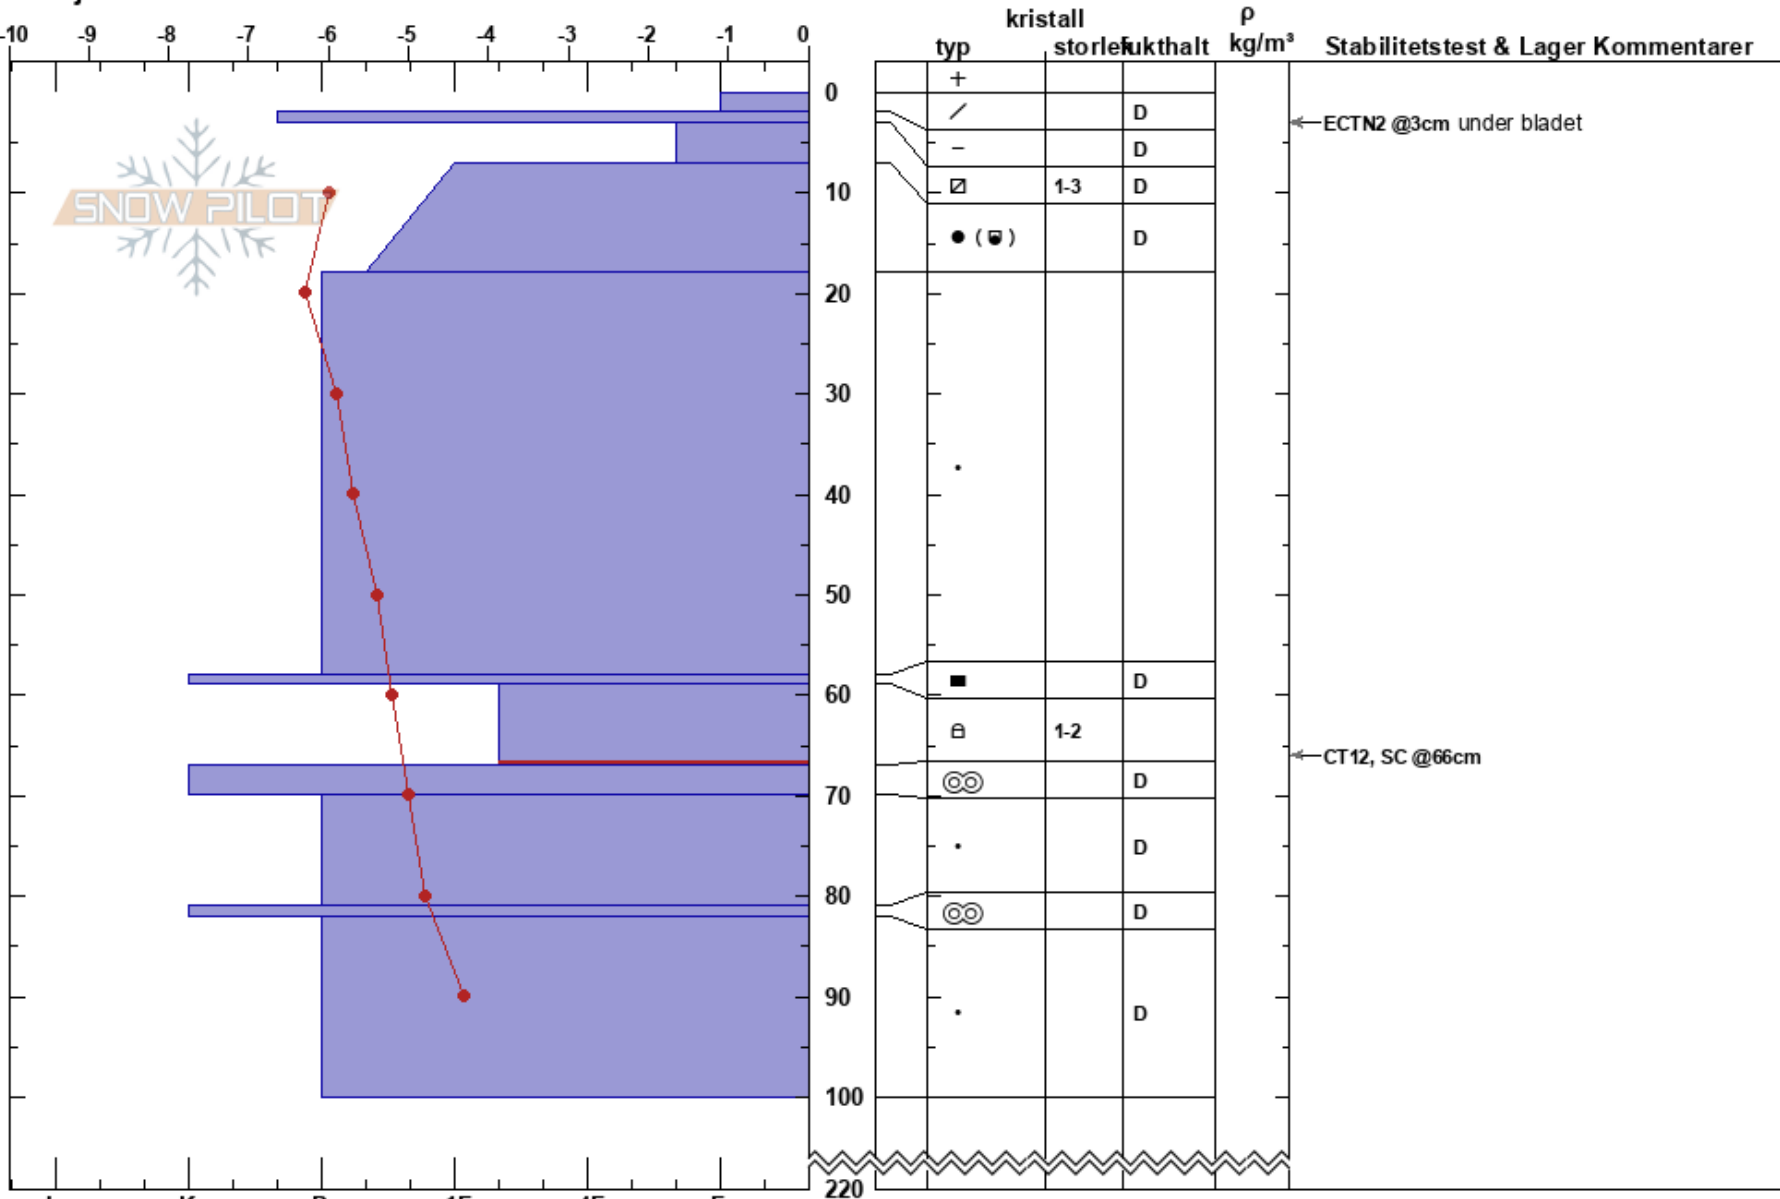 kristall ρ
-10 -9 -8 -7 -6 -5 -4 -3 -2 -1 0 typ storlek fukthalt kg/m³ Stabilitetstest & Lager Kommentarer
0
D
ECTN2 @3cm under bladet
D
SNOW PILOT
10 1-3 D
D
20
30
40
50
D
60
1-2
CT12, SC @66cm
D
70
D
80
D
90
D
100
220